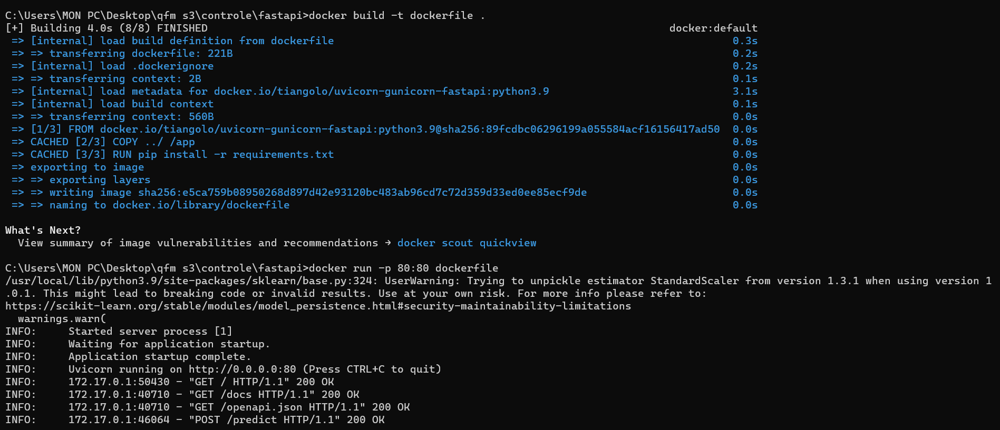 C:\Users\MON PC\Desktop\qfm s3\controle\fastapi>docker build -t dockerfile .
[+] Building 4.0s (8/8) FINISHED docker:default
=> [internal] load build definition from dockerfile 0.3s
=> => transferring dockerfile: 221B 0.2s
=> [internal] load .dockerignore 0.2s
=> => transferring context: 2B 0.1s
=> [internal] load metadata for docker.io/tiangolo/uvicorn-gunicorn-fastapi:python3.9 3.1s
=> [internal] load build context 0.1s
=> => transferring context: 560B 0.0s
=> [1/3] FROM docker.io/tiangolo/uvicorn-gunicorn-fastapi:python3.9@sha256:89fcdbc06296199a055584acf16156417ad50 0.0s
=> CACHED [2/3] COPY ../ /app 0.0s
=> CACHED [3/3] RUN pip install -r requirements.txt 0.0s
=> exporting to image 0.0s
=> => exporting layers 0.0s
=> => writing image sha256:e5ca759b08950268d897d42e93120bc483ab96cd7c72d359d33ed0ee85ecf9de 0.0s
=> => naming to docker.io/library/dockerfile 0.0s
What's Next?
View summary of image vulnerabilities and recommendations → docker scout quickview
C:\Users\MON PC\Desktop\qfm s3\controle\fastapi>docker run -p 80:80 dockerfile
/usr/local/lib/python3.9/site-packages/sklearn/base.py:324: UserWarning: Trying to unpickle estimator StandardScaler from version 1.3.1 when using version 1
.0.1. This might lead to breaking code or invalid results. Use at your own risk. For more info please refer to:
https://scikit-learn.org/stable/modules/model_persistence.html#security-maintainability-limitations
warnings.warn(
INFO: Started server process [1]
INFO: Waiting for application startup.
INFO: Application startup complete.
INFO: Uvicorn running on http://0.0.0.0:80 (Press CTRL+C to quit)
INFO: 172.17.0.1:50430 - "GET / HTTP/1.1" 200 OK
INFO: 172.17.0.1:40710 - "GET /docs HTTP/1.1" 200 OK
INFO: 172.17.0.1:40710 - "GET /openapi.json HTTP/1.1" 200 OK
INFO: 172.17.0.1:46064 - "POST /predict HTTP/1.1" 200 OK